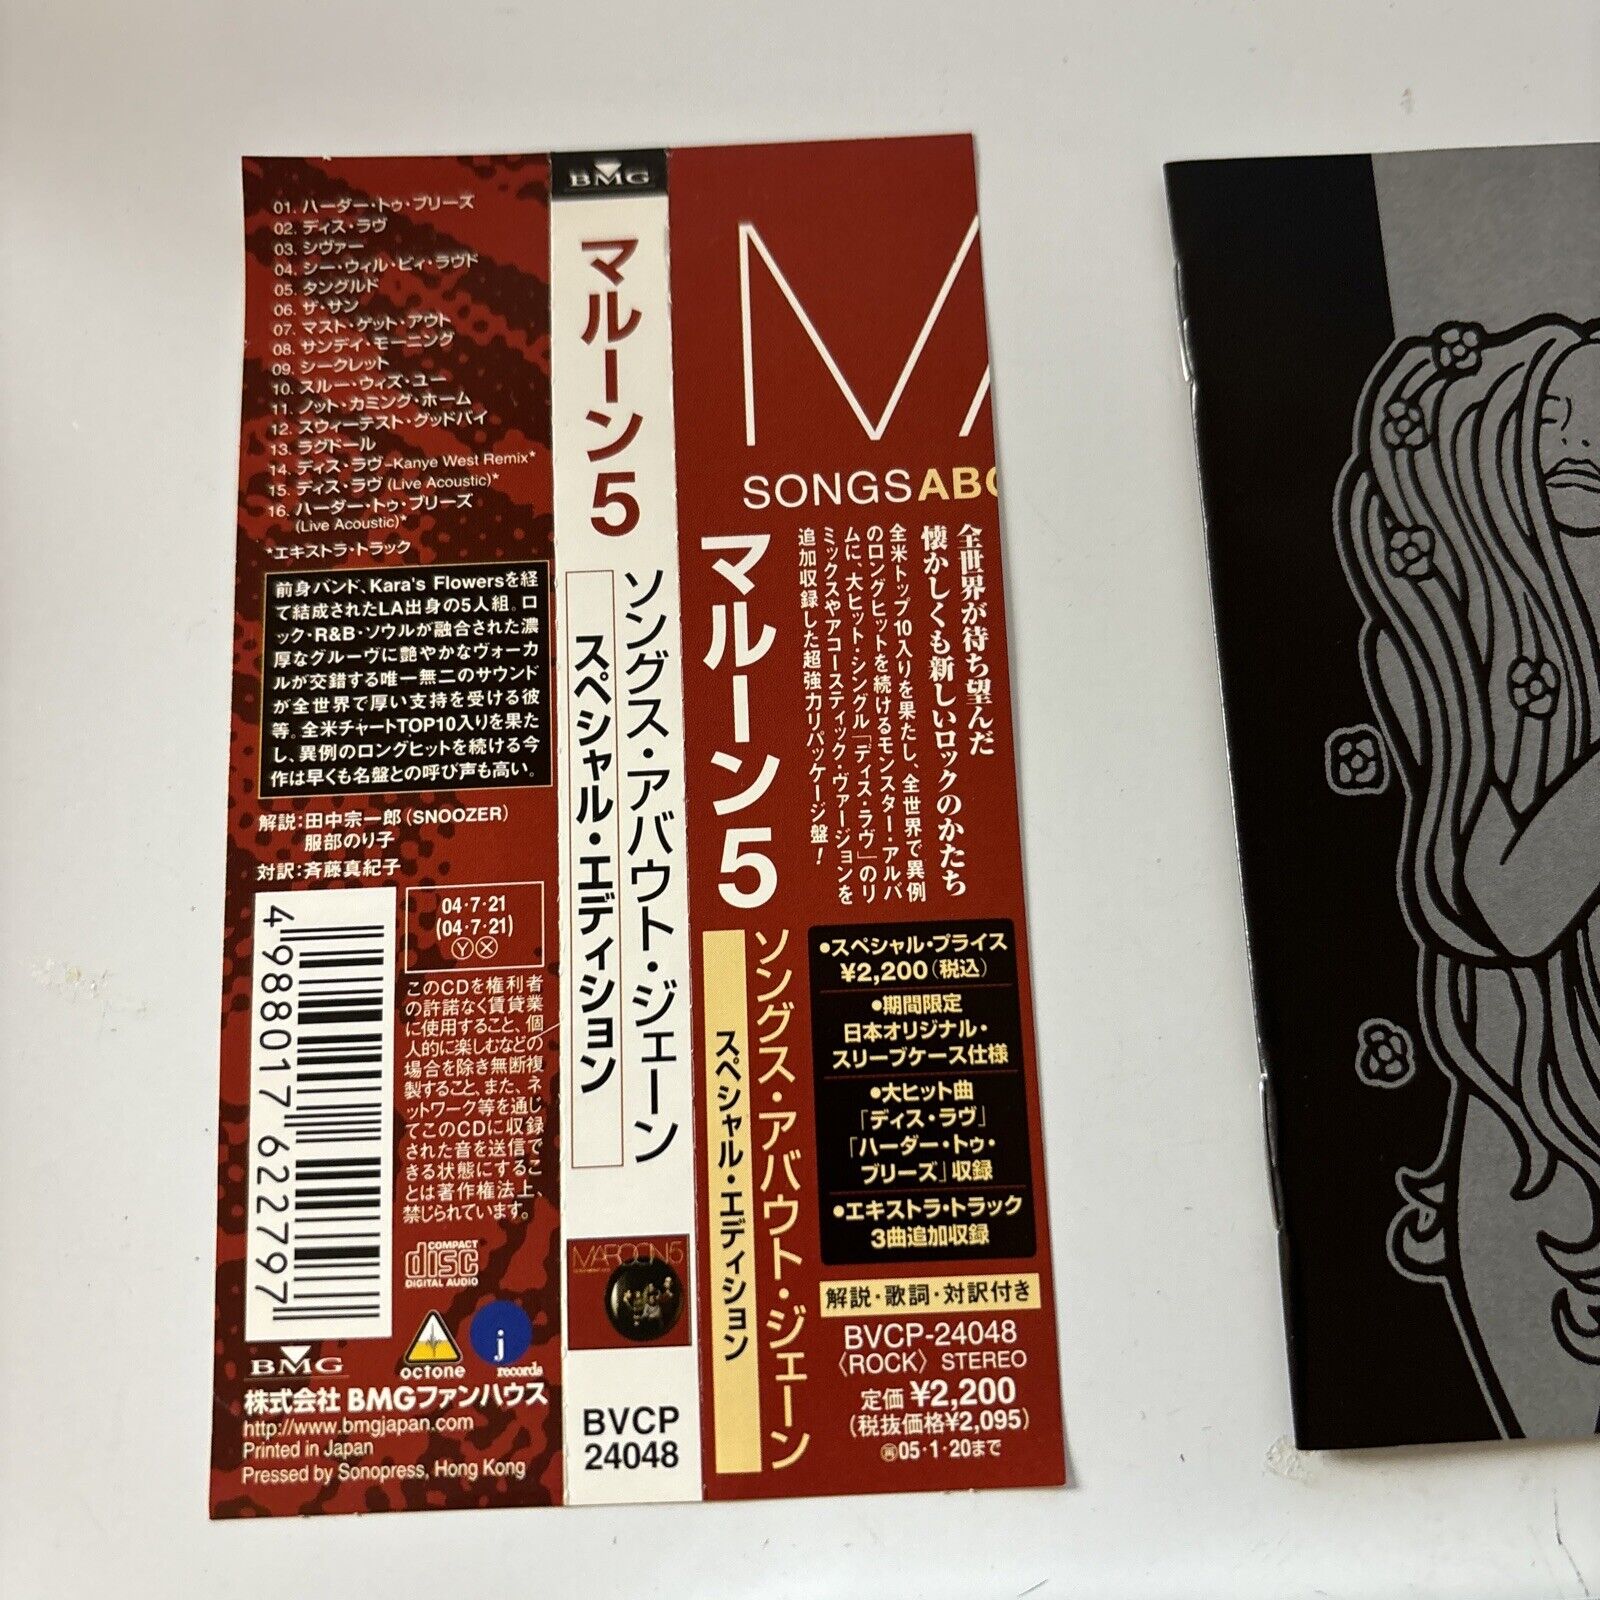 01. ハーダー・トゥ・ブリーズ
02. ディス・ラヴ
03. シヴァー
04. シー・ウィル・ビィ・ラヴド
05. タングルド
06. ザ・サン
07. マスト・ゲット・アウト
08. サンデイ・モーニング
09. シークレット
10. スルー・ウィズ・ユー
11. ノット・カミング・ホーム
12. スウィーテスト・グッドバイ
13. ラグドール
14. ディス・ラヴ-Kanye West Remix*
15. ディス・ラヴ (Live Acoustic)*
16. ハーダー・トゥ・ブリーズ
(Live Acoustic)*
*エキストラ・トラック
前身バンド、Kara's Flowersを経
て結成されたLA出身の5人組。ロ
ック・R&B・ソウルが融合された濃
厚なグルーヴに艶やかなヴォーカ
ルが交錯する唯一無二のサウンド
が全世界で厚い支持を受ける彼
等。全米チャートTOP10入りを果た
し、異例のロングヒットを続ける今
作は早くも名盤との呼び声も高い。
解説：田中宗一郎 (SNOOZER)
服部のり子
対訳：斉藤真紀子
4 988017 622797
04・7・21
(04・7・21)
Ⓨⓧ
このCDを権利者
の許諾なく賃貸業
に使用すること、個
人的に楽しむなどの
場合を除き無断複
製すること、また、ネ
ットワーク等を通じ
てこのCDに収録
された音を送信で
きる状態にするこ
とは著作権法上、
禁じられています。
COMPACT
disc
DIGITAL AUDIO
BMG
octone
j
records
株式会社 BMGファンハウス
http://www.bmgjapan.com
Printed in Japan
Pressed by Sonopress, Hong Kong
BMG
マルーン5
ソングス・アバウト・ジェーン
スペシャル・エディション
MAROON5
BVCP
24048
M
SONGSABO
全世界が待ち望んだ
懐かしくも新しいロックのかたち
全米トップ10入りを果たし、全世界で異例
のロングヒットを続けるモンスター・アルバ
ムに、大ヒット・シングル「ディス・ラヴ」のリ
ミックスやアコースティック・ヴァージョンを
追加収録した超強力リパッケージ盤！
マルーン5
ソングス・アバウト・ジェーン
スペシャル・エディション
●スペシャル・プライス
¥2,200(税込)
●期間限定
日本オリジナル・
スリーブケース仕様
●大ヒット曲
「ディス・ラヴ」
「ハーダー・トゥ・
ブリーズ」収録
●エキストラ・トラック
3曲追加収録
解説・歌詞・対訳付き
BVCP-24048
〈ROCK〉 STEREO
定価 ¥2,200
(税抜価格¥2,095)
㊢05・1・20まで